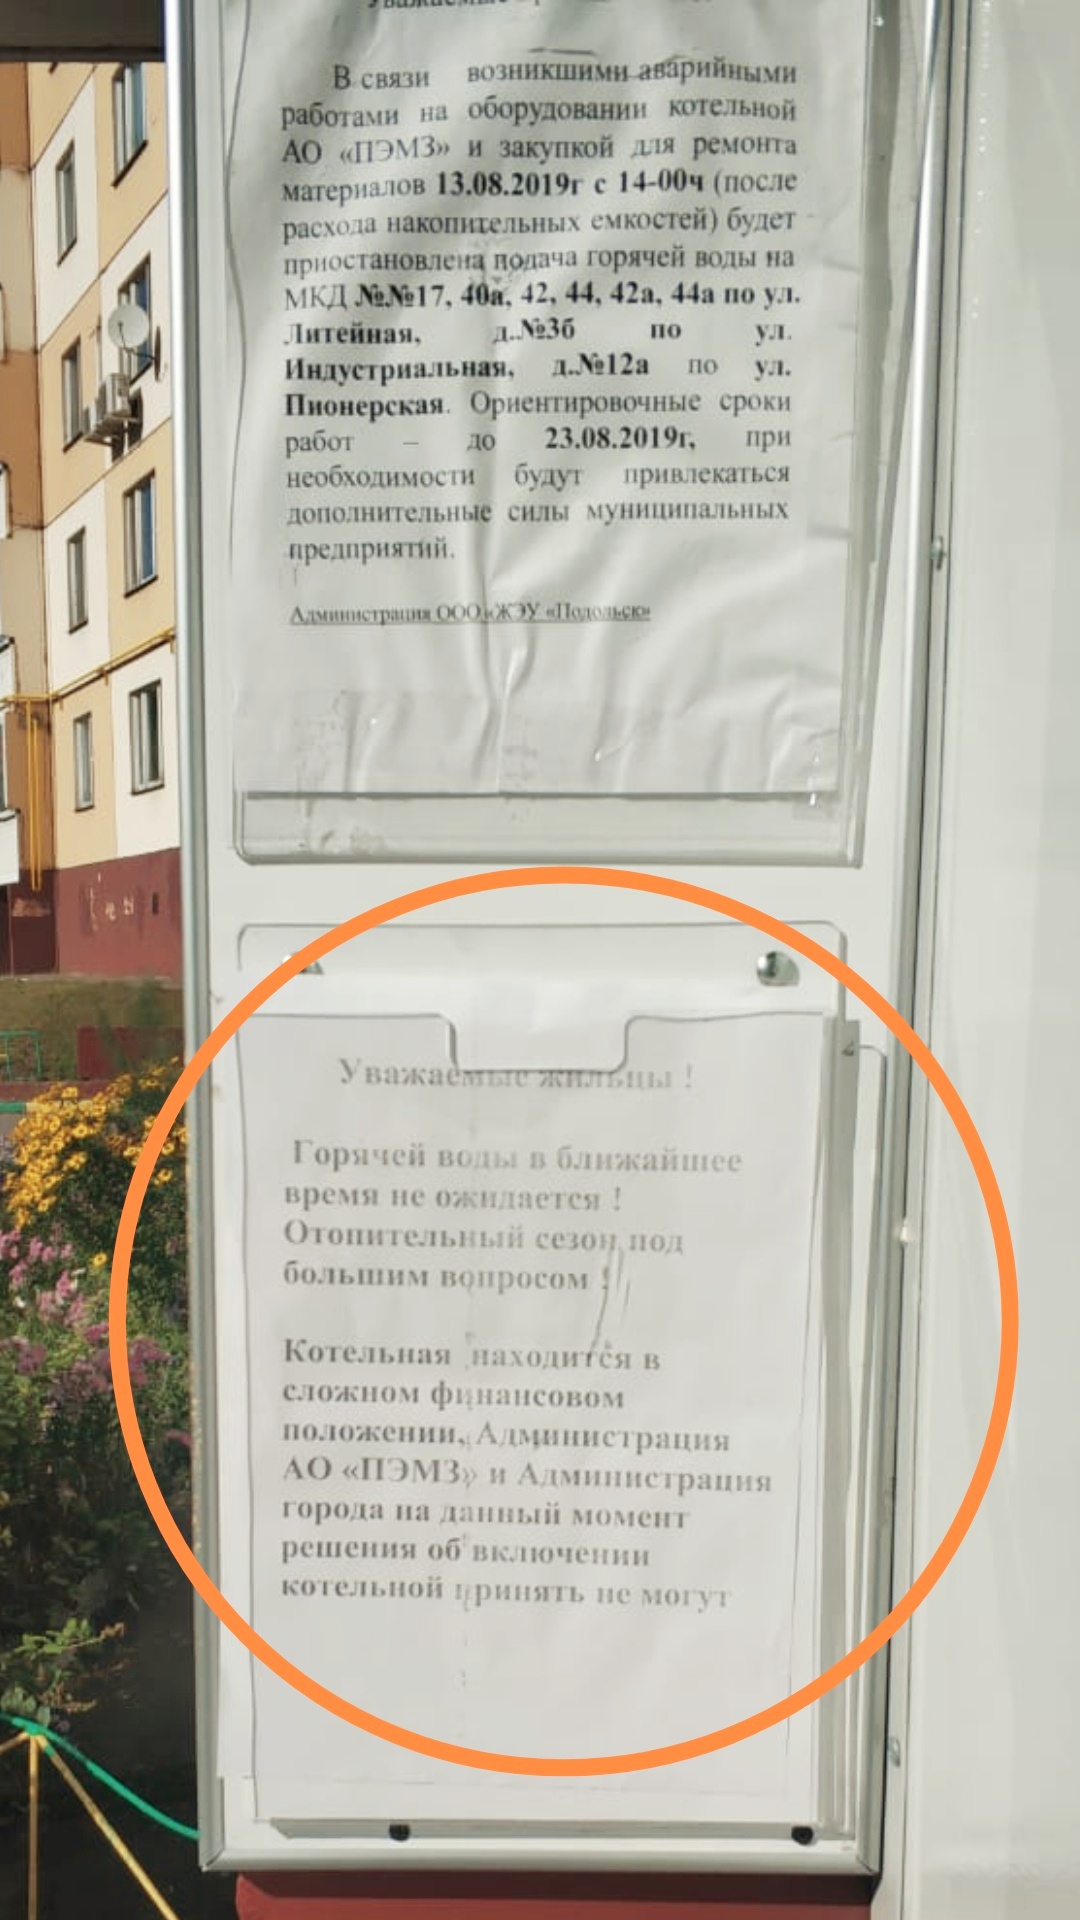 Уважаемые
В связи возникшими аварийными
работами на оборудовании котельной
АО «ПЭМЗ» и закупкой для ремонта
материалов 13.08.2019г с 14-00ч (после
расхода накопительных емкостей) будет
приостановлена подача горячей воды на
МКД №№17, 40а, 42, 44, 42а, 44а по ул.
Литейная, д.№3б по ул.
Индустриальная, д.№12а по ул.
Пионерская. Ориентировочные сроки
работ – до 23.08.2019г, при
необходимости будут привлекаться
дополнительные силы муниципальных
предприятий.
Администрация ООО «ЖЭУ «Подольск»
Уважаемые жильцы !
Горячей воды в ближайшее
время не ожидается !
Отопительный сезон под
большим вопросом !
Котельная находится в
сложном финансовом
положении, Администрация
АО «ПЭМЗ» и Администрация
города на данный момент
решения об включении
котельной принять не могут